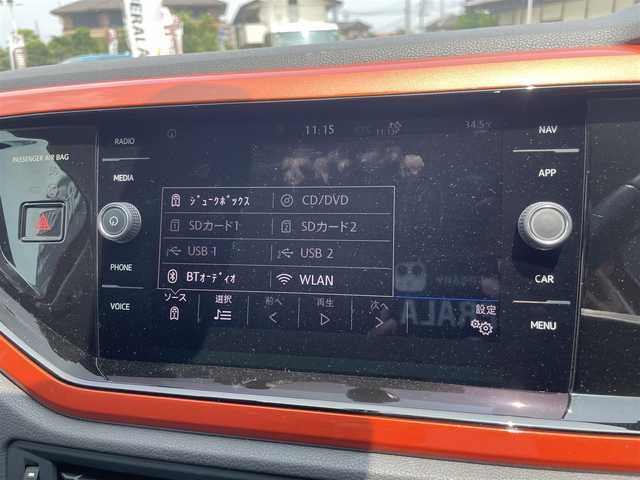 ERALA
RADIO
11:15
34.5
NAV
PASSENGER AIR BAG
MEDIA
APP
ジュークボックス
CD/DVD
SDカード1
SDカード2
USB 1
USB 2
PHONE
CAR
BTオーディオ
WLAN
VOICE
ソース
選択
前へ
再生
次へ
設定
MENU